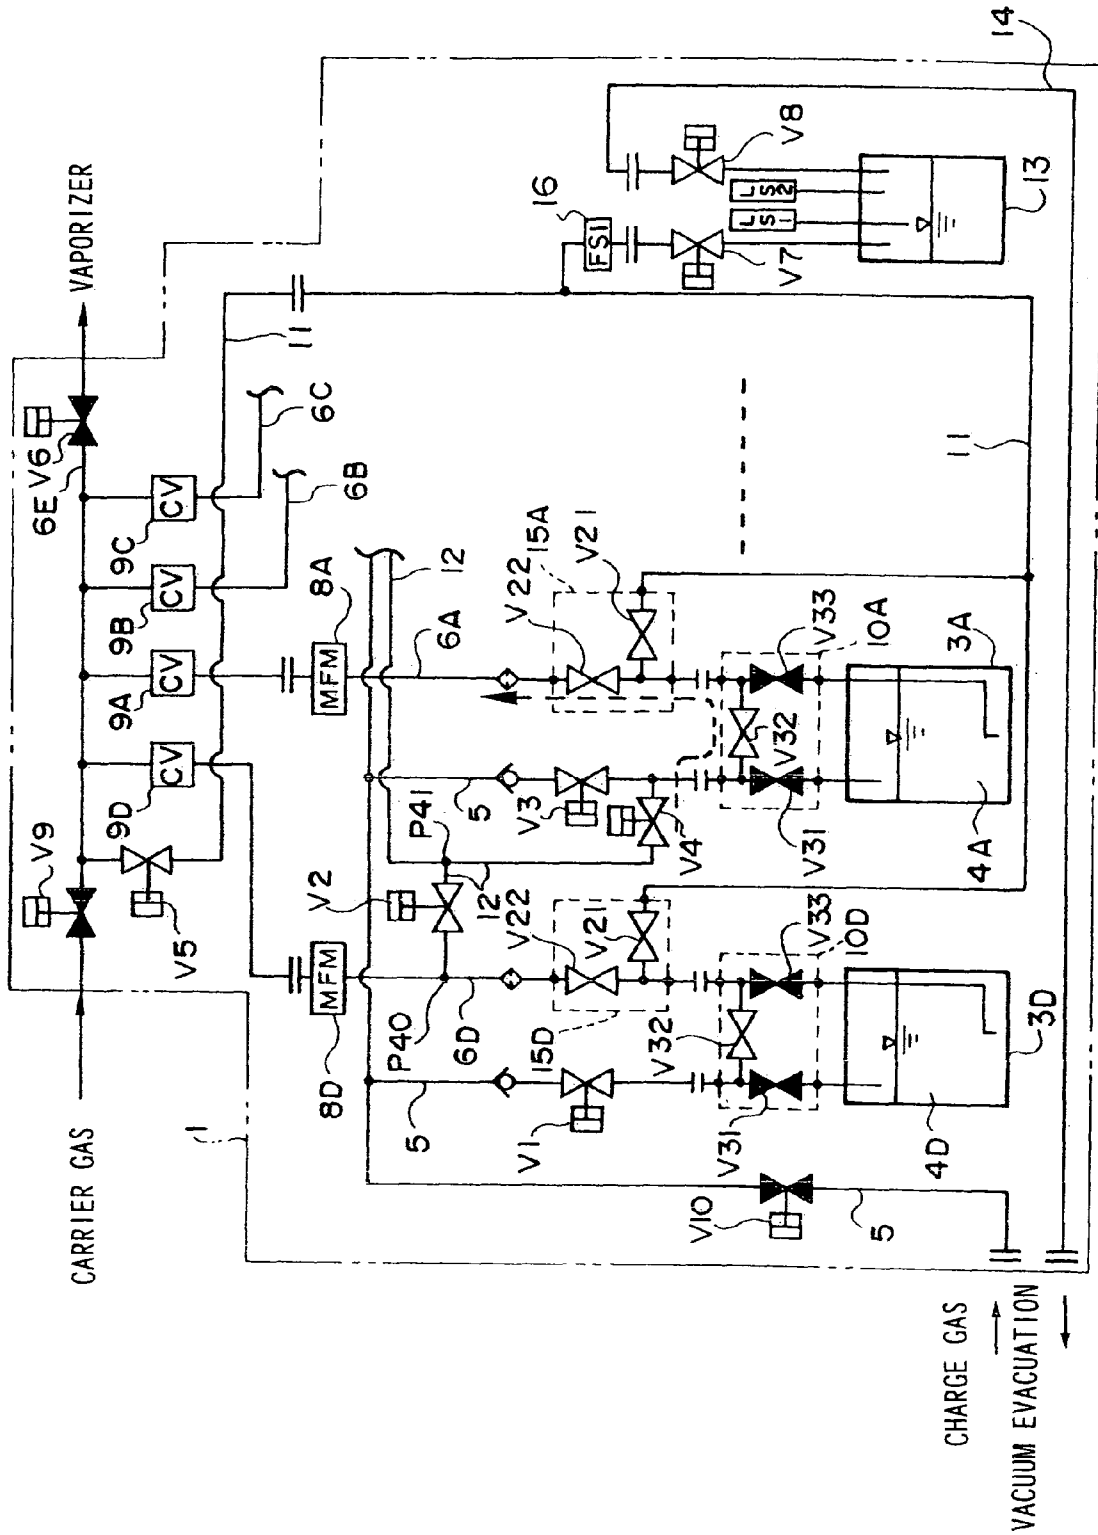 CARRIER GAS
VAPORIZER
V9
V6
6E
9D
9A
9B
9C
CV
CV
CV
CV
6C
6B
V5
11
1
8D
MFM
8A
MFM
V2
P41
P40
12
12
6D
6A
5
5
V1
V3
V4
V22
V21
15D
V22
V21
15A
V31
V32
V33
10D
V31
V32
V33
10A
3D
4D
3A
4A
11
16
FS1
V7
V8
LS1
LS2
13
14
V10
5
CHARGE GAS
VACUUM EVACUATION